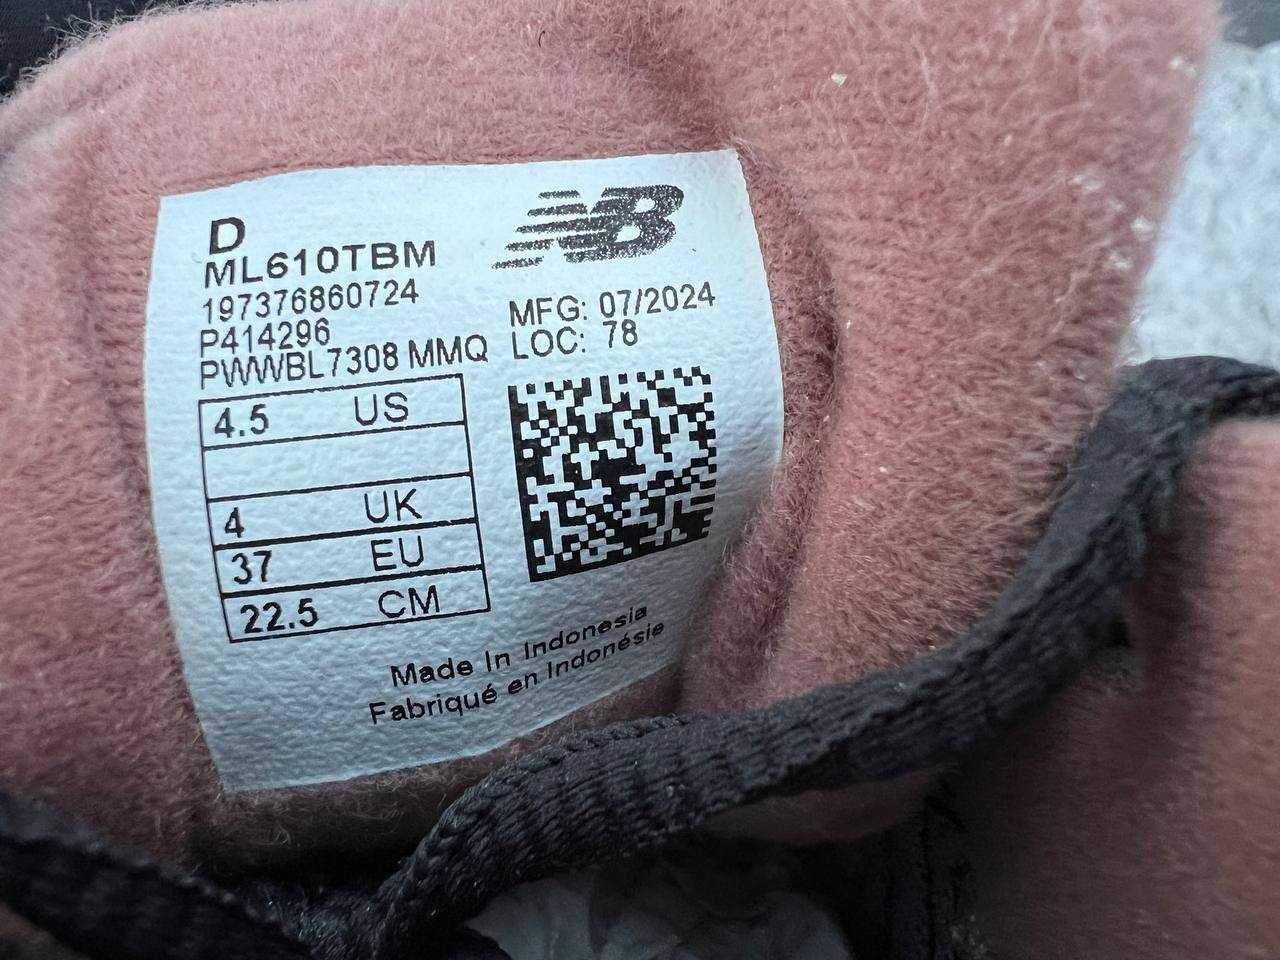 D
ML610TBM
197376860724
P414296
PWWBL7308 MMQ
NB
MFG: 07/2024
LOC: 78
4.5 US
4 UK
37 EU
22.5 CM
Made In Indonesia
Fabriqué en Indonésie